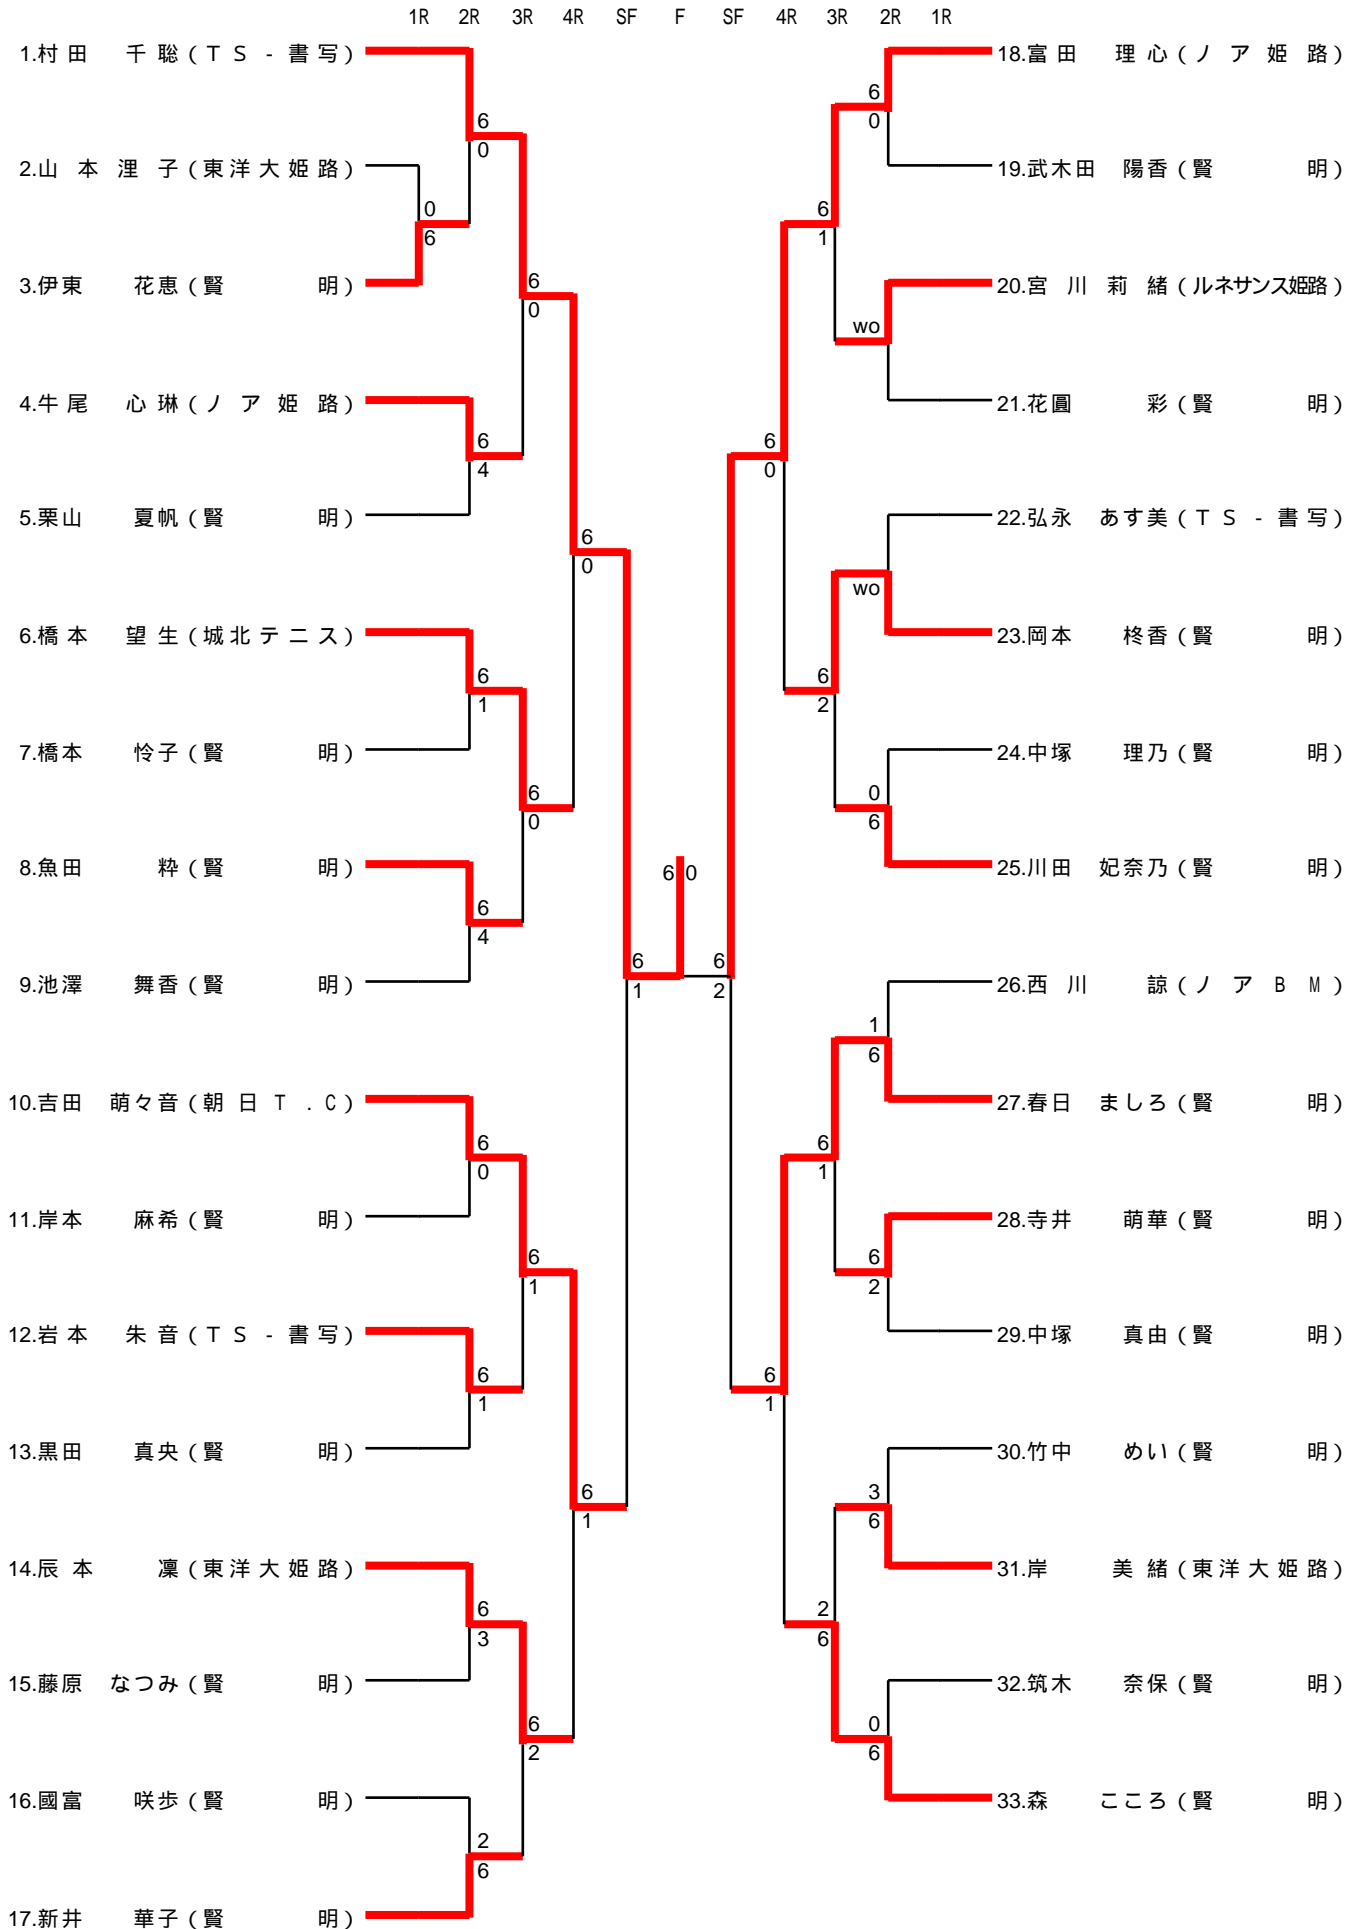 1R 2R 3R 4R SF F SF 4R 3R 2R 1R
1.村田 千聡(TS-書写)
2.山本 浬子(東洋大姫路)
3.伊東 花恵(賢 明)
4.牛尾 心琳(ノア姫路)
5.栗山 夏帆(賢 明)
6.橋本 望生(城北テニス)
7.橋本 怜子(賢 明)
8.魚田 粋(賢 明)
9.池澤 舞香(賢 明)
10.吉田 萌々音(朝日T.C)
11.岸本 麻希(賢 明)
12.岩本 朱音(TS-書写)
13.黒田 真央(賢 明)
14.辰本 凜(東洋大姫路)
15.藤原 なつみ(賢 明)
16.國富 咲歩(賢 明)
17.新井 華子(賢 明)
0
6
6
0
6
4
6
1
6
4
6
0
6
1
6
3
2
6
6
0
6
0
6
1
6
2
6
0
6
1
6
1
6 0
6
2
6
0
6
1
6
1
6
2
6
1
2
6
6
0
wo
wo
0
6
1
6
6
2
3
6
0
6
18.富田 理心(ノア姫路)
19.武木田 陽香(賢 明)
20.宮川 莉緒(ルネサンス姫路)
21.花圓 彩(賢 明)
22.弘永 あす美(TS-書写)
23.岡本 柊香(賢 明)
24.中塚 理乃(賢 明)
25.川田 妃奈乃(賢 明)
26.西川 諒(ノアBM)
27.春日 ましろ(賢 明)
28.寺井 萌華(賢 明)
29.中塚 真由(賢 明)
30.竹中 めい(賢 明)
31.岸 美緒(東洋大姫路)
32.筑木 奈保(賢 明)
33.森 こころ(賢 明)